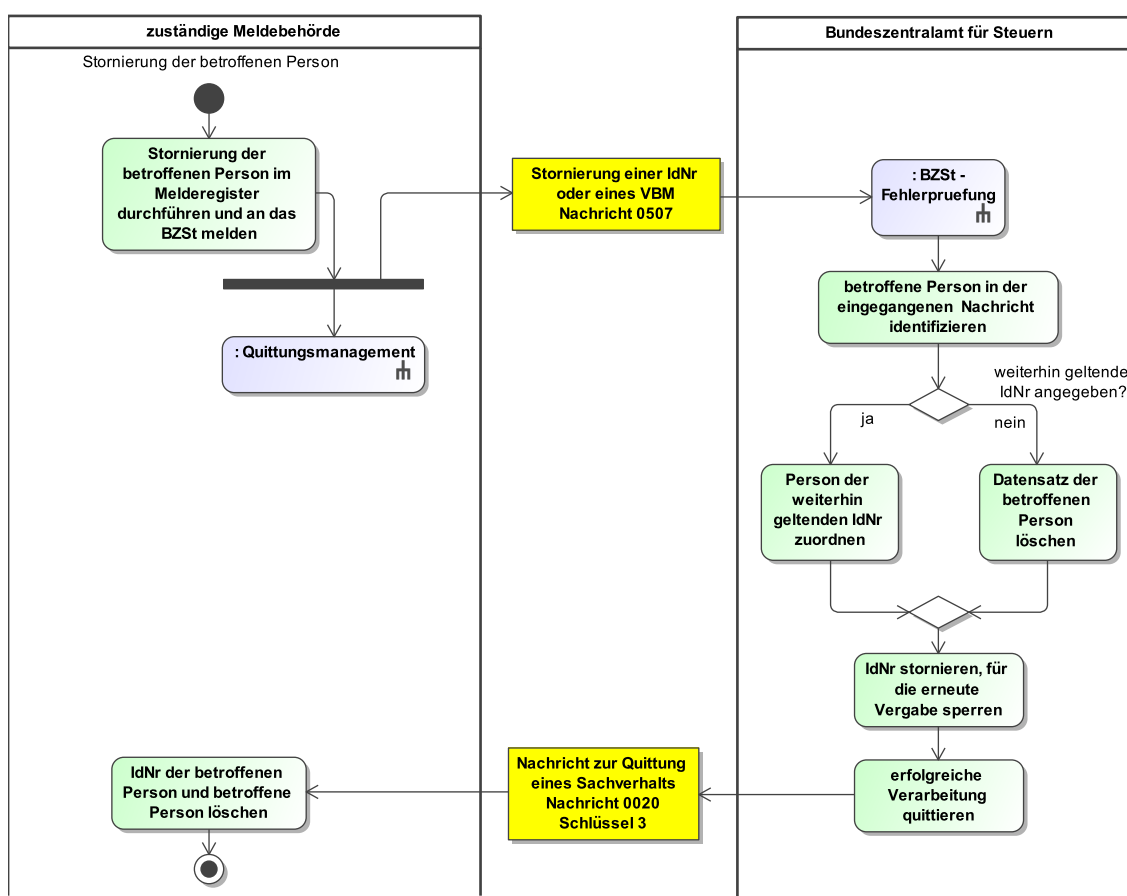 zuständige Meldebehörde
Stornierung der betroffenen Person
Stornierung der
betroffenen Person im
Melderegister
durchführen und an das
BZSt melden
: Quittungsmanagement
Stornierung einer IdNr
oder eines VBM
Nachricht 0507
Bundeszentralamt für Steuern
: BZSt -
Fehlerpruefung
betroffene Person in der
eingegangenen Nachricht
identifizieren
weiterhin geltende
IdNr angegeben?
ja
nein
Person der
weiterhin
geltenden IdNr
zuordnen
Datensatz der
betroffenen
Person
löschen
IdNr stornieren, für
die erneute
Vergabe sperren
erfolgreiche
Verarbeitung
quittieren
Nachricht zur Quittung
eines Sachverhalts
Nachricht 0020
Schlüssel 3
IdNr der betroffenen
Person und betroffene
Person löschen